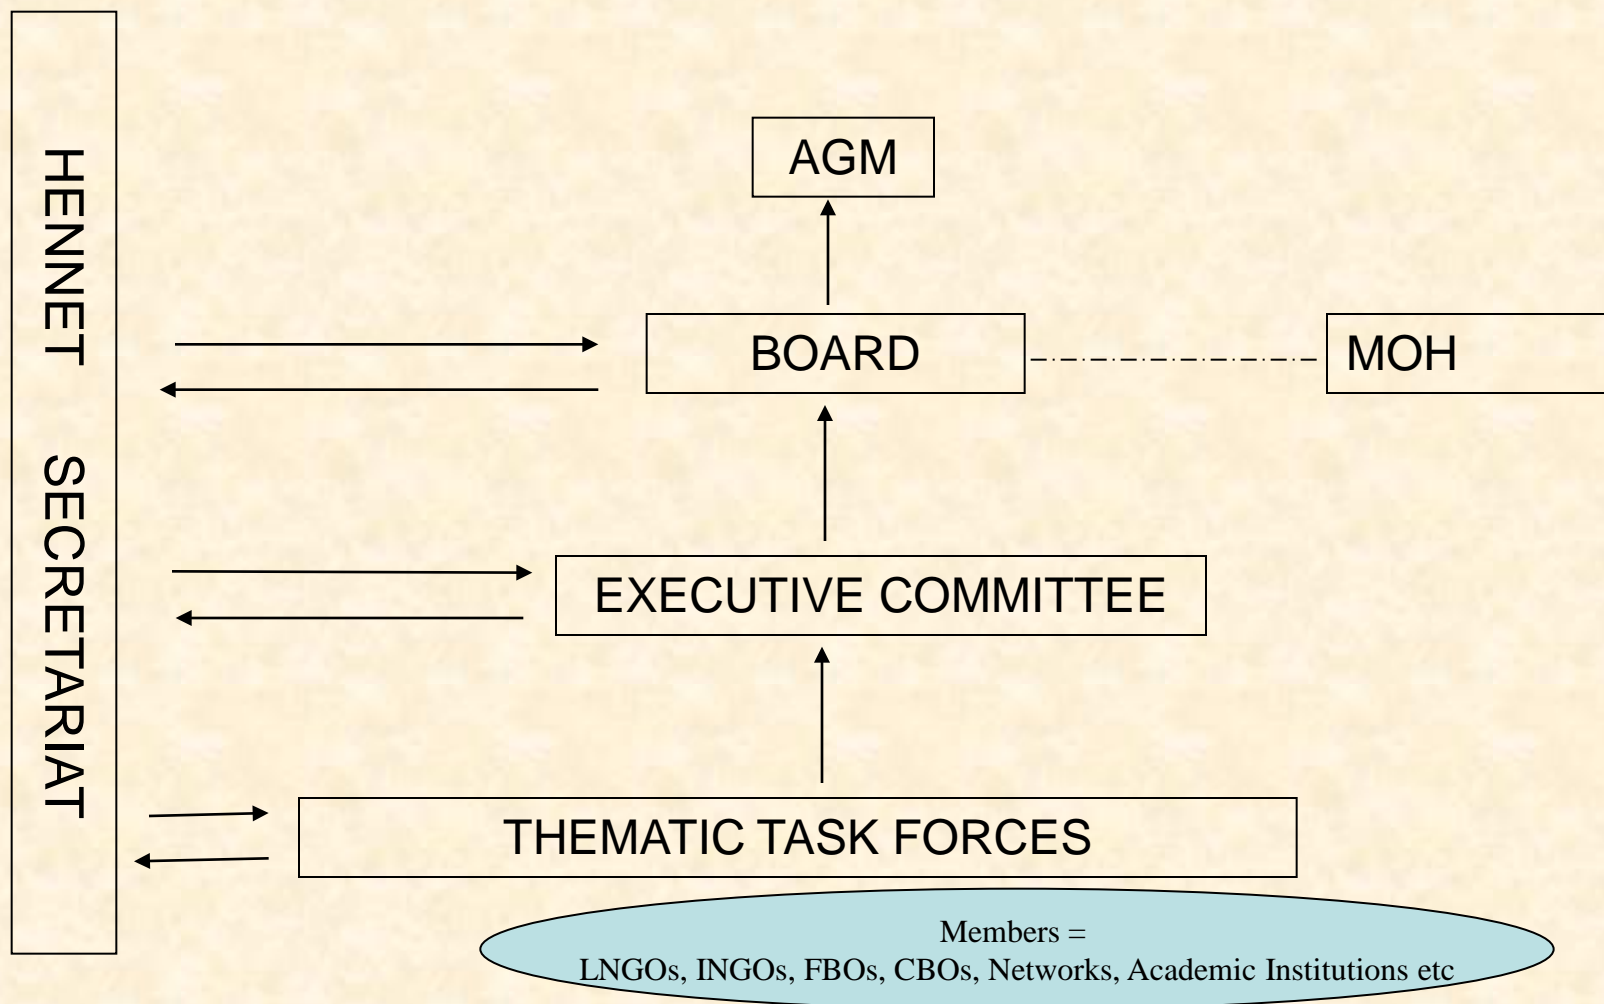 HENNET SECRETARIAT
AGM
BOARD
MOH
EXECUTIVE COMMITTEE
THEMATIC TASK FORCES
Members =
LNGOs, INGOs, FBOs, CBOs, Networks, Academic Institutions etc